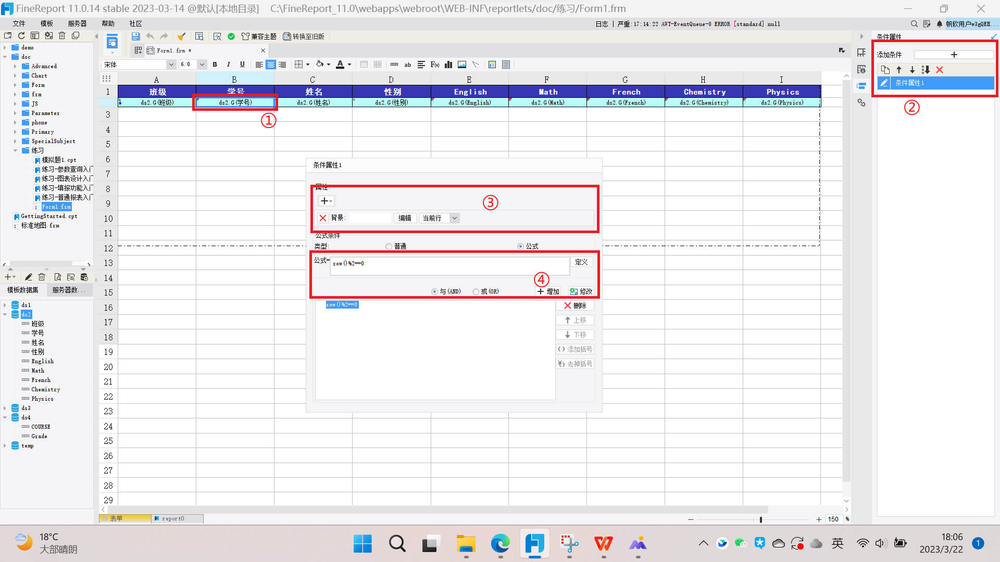 FineReport 11.0.14 stable 2023-03-14 @默认[本地目录] C:\FineReport_11.0\webapps\webroot\WEB-INF\reportlets/doc/练习/Form1.frm
文件 模板 服务器 帮助 社区
日志 | 严重:17:14:22 AWT-EventQueue-0 ERROR [standard] null
帆软用户w3gQEH...
兼容主题 转换至旧版
条件属性
Form1.frm *
宋体 6.0 B I U ab F(x)
添加条件
条件属性1
②
demo
doc
Advanced
Chart
Form
frm
JS
Parameter
phone
Primary
SpecialSubject
练习
模拟题1.cpt
练习-参数查询入门
练习-图表设计入门
练习-填报功能入门
练习-普通报表入门
Form1.frm
GettingStarted.cpt
标准地图.frm
模板数据集 服务器数...
ds1
ds2
班级
学号
姓名
性别
English
Math
French
Chemistry
Physics
ds3
ds4
COURSE
Grade
temp
A B C D E F G H I
1 班级 学号 姓名 性别 English Math French Chemistry Physics
ds2.G(班级) ds2.G(学号) ds2.G(姓名) ds2.G(性别) ds2.G(English) ds2.G(Math) ds2.G(French) ds2.G(Chemistry) ds2.G(Physics)
①
3
4
5
6
7
8
9
10
11
12
13
14
15
16
17
18
19
20
21
22
23
24
25
26
27
28
29
条件属性1
属性:
③
背景: 编辑 当前行
公式条件
类型: 普通 公式
公式= row()%2==0 定义
④
与(AND) 或(OR) 增加 修改
row()%2==0
删除
上移
下移
添加括号
去掉括号
表单 report0
150 %
18°C
大部晴朗
英
18:06
2023/3/22
1